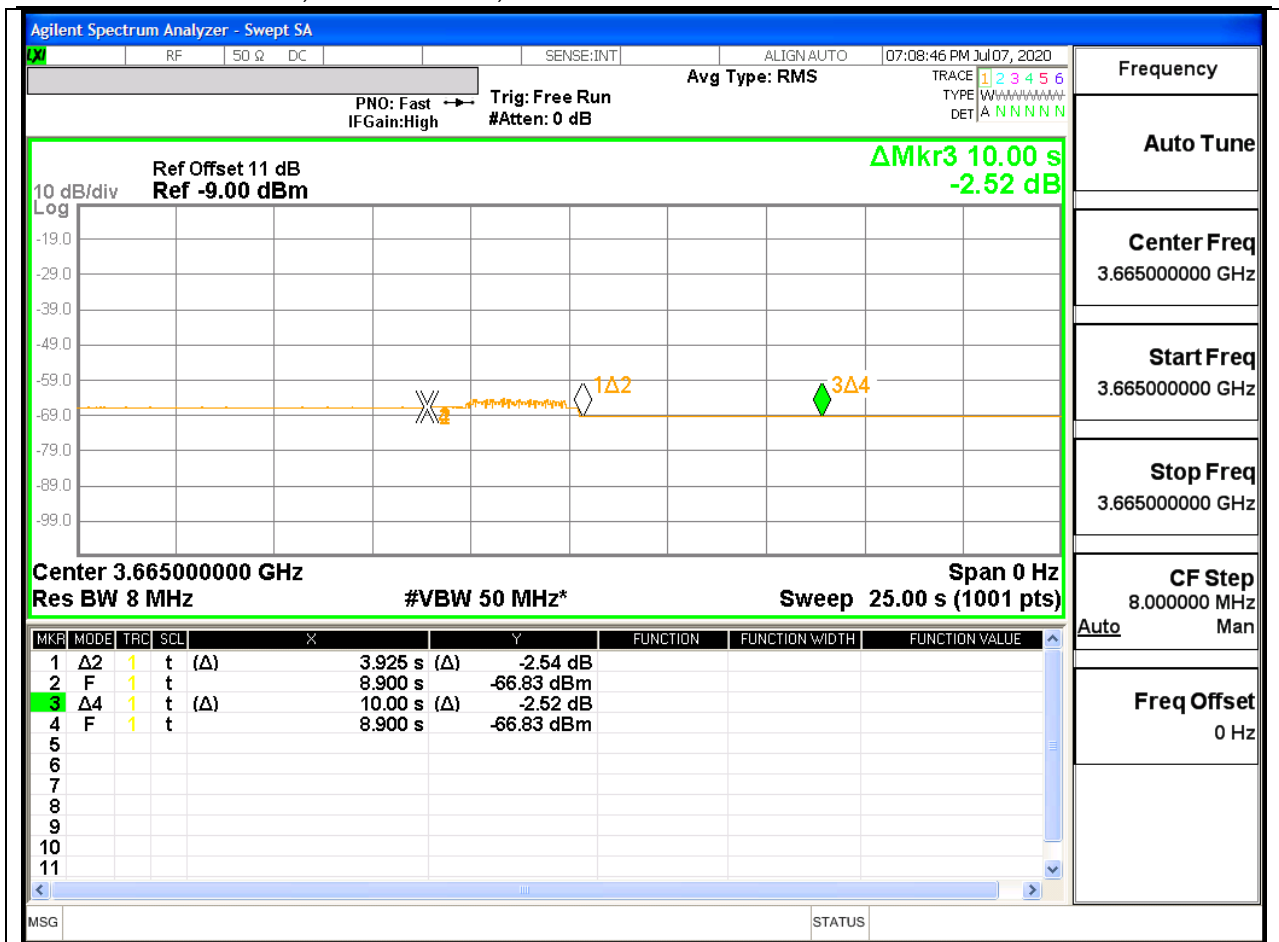 Agilent Spectrum Analyzer - Swept SA
LXI RF 50 Ω DC SENSE:INT ALIGN AUTO 07:08:46 PM Jul 07, 2020
PNO: Fast
IFGain:High
Trig: Free Run
#Atten: 0 dB
Avg Type: RMS
TRACE 1 2 3 4 5 6
TYPE W
DET A N N N N N
Ref Offset 11 dB
10 dB/div Ref -9.00 dBm
Log
ΔMkr3 10.00 s
-2.52 dB
-19.0
-29.0
-39.0
-49.0
-59.0
-69.0
-79.0
-89.0
-99.0
1Δ2
3Δ4
Center 3.665000000 GHz Span 0 Hz
Res BW 8 MHz #VBW 50 MHz* Sweep 25.00 s (1001 pts)
MKR MODE TRC SCL X Y FUNCTION FUNCTION WIDTH FUNCTION VALUE
1 Δ2 1 t (Δ) 3.925 s (Δ) -2.54 dB
2 F 1 t 8.900 s -66.83 dBm
3 Δ4 1 t (Δ) 10.00 s (Δ) -2.52 dB
4 F 1 t 8.900 s -66.83 dBm
5
6
7
8
9
10
11
MSG STATUS
Frequency
Auto Tune
Center Freq
3.665000000 GHz
Start Freq
3.665000000 GHz
Stop Freq
3.665000000 GHz
CF Step
8.000000 MHz
Auto Man
Freq Offset
0 Hz